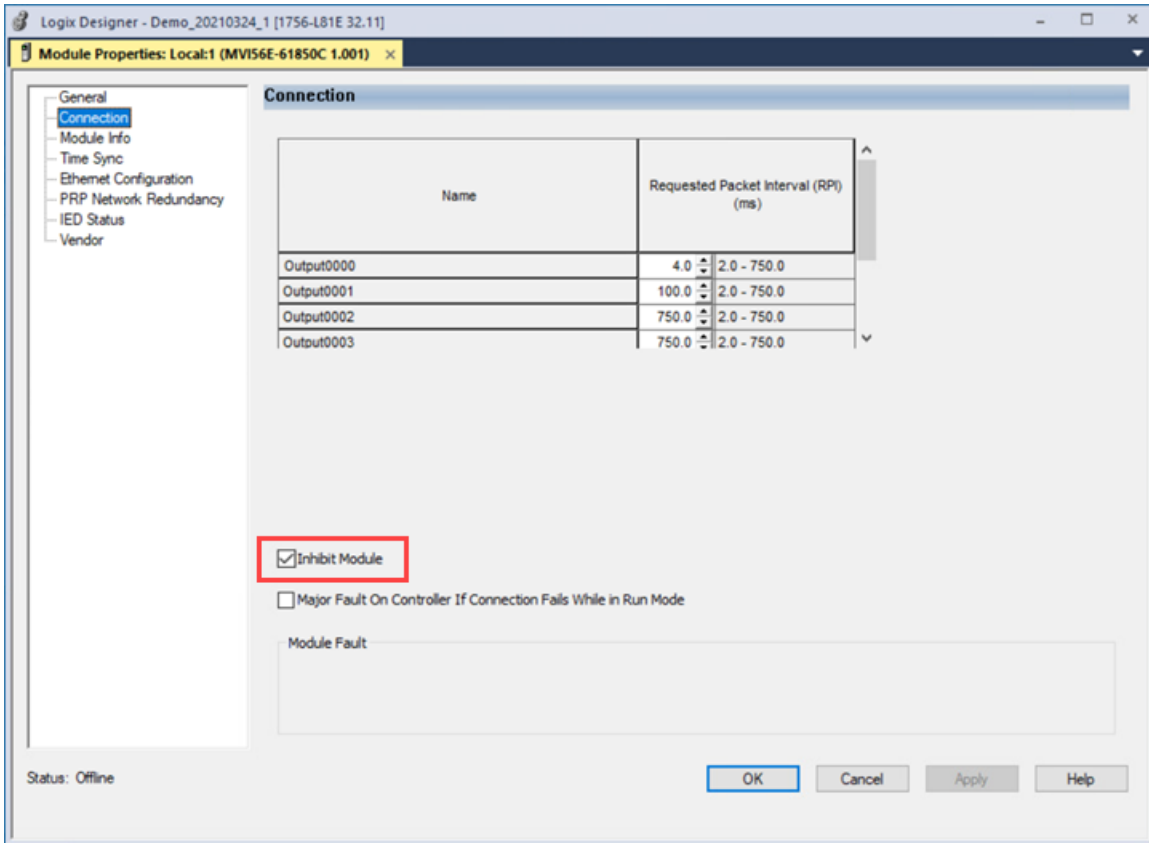 Logix Designer - Demo_20210324_1 [1756-L81E 32.11]
Module Properties: Local:1 (MVI56E-61850C 1.001)
General
Connection
Module Info
Time Sync
Ethernet Configuration
PRP Network Redundancy
IED Status
Vendor
Connection
Name
Requested Packet Interval (RPI)
(ms)
Output0000 4.0 2.0 - 750.0
Output0001 100.0 2.0 - 750.0
Output0002 750.0 2.0 - 750.0
Output0003 750.0 2.0 - 750.0
Inhibit Module
Major Fault On Controller If Connection Fails While in Run Mode
Module Fault
Status: Offline
OK Cancel Apply Help